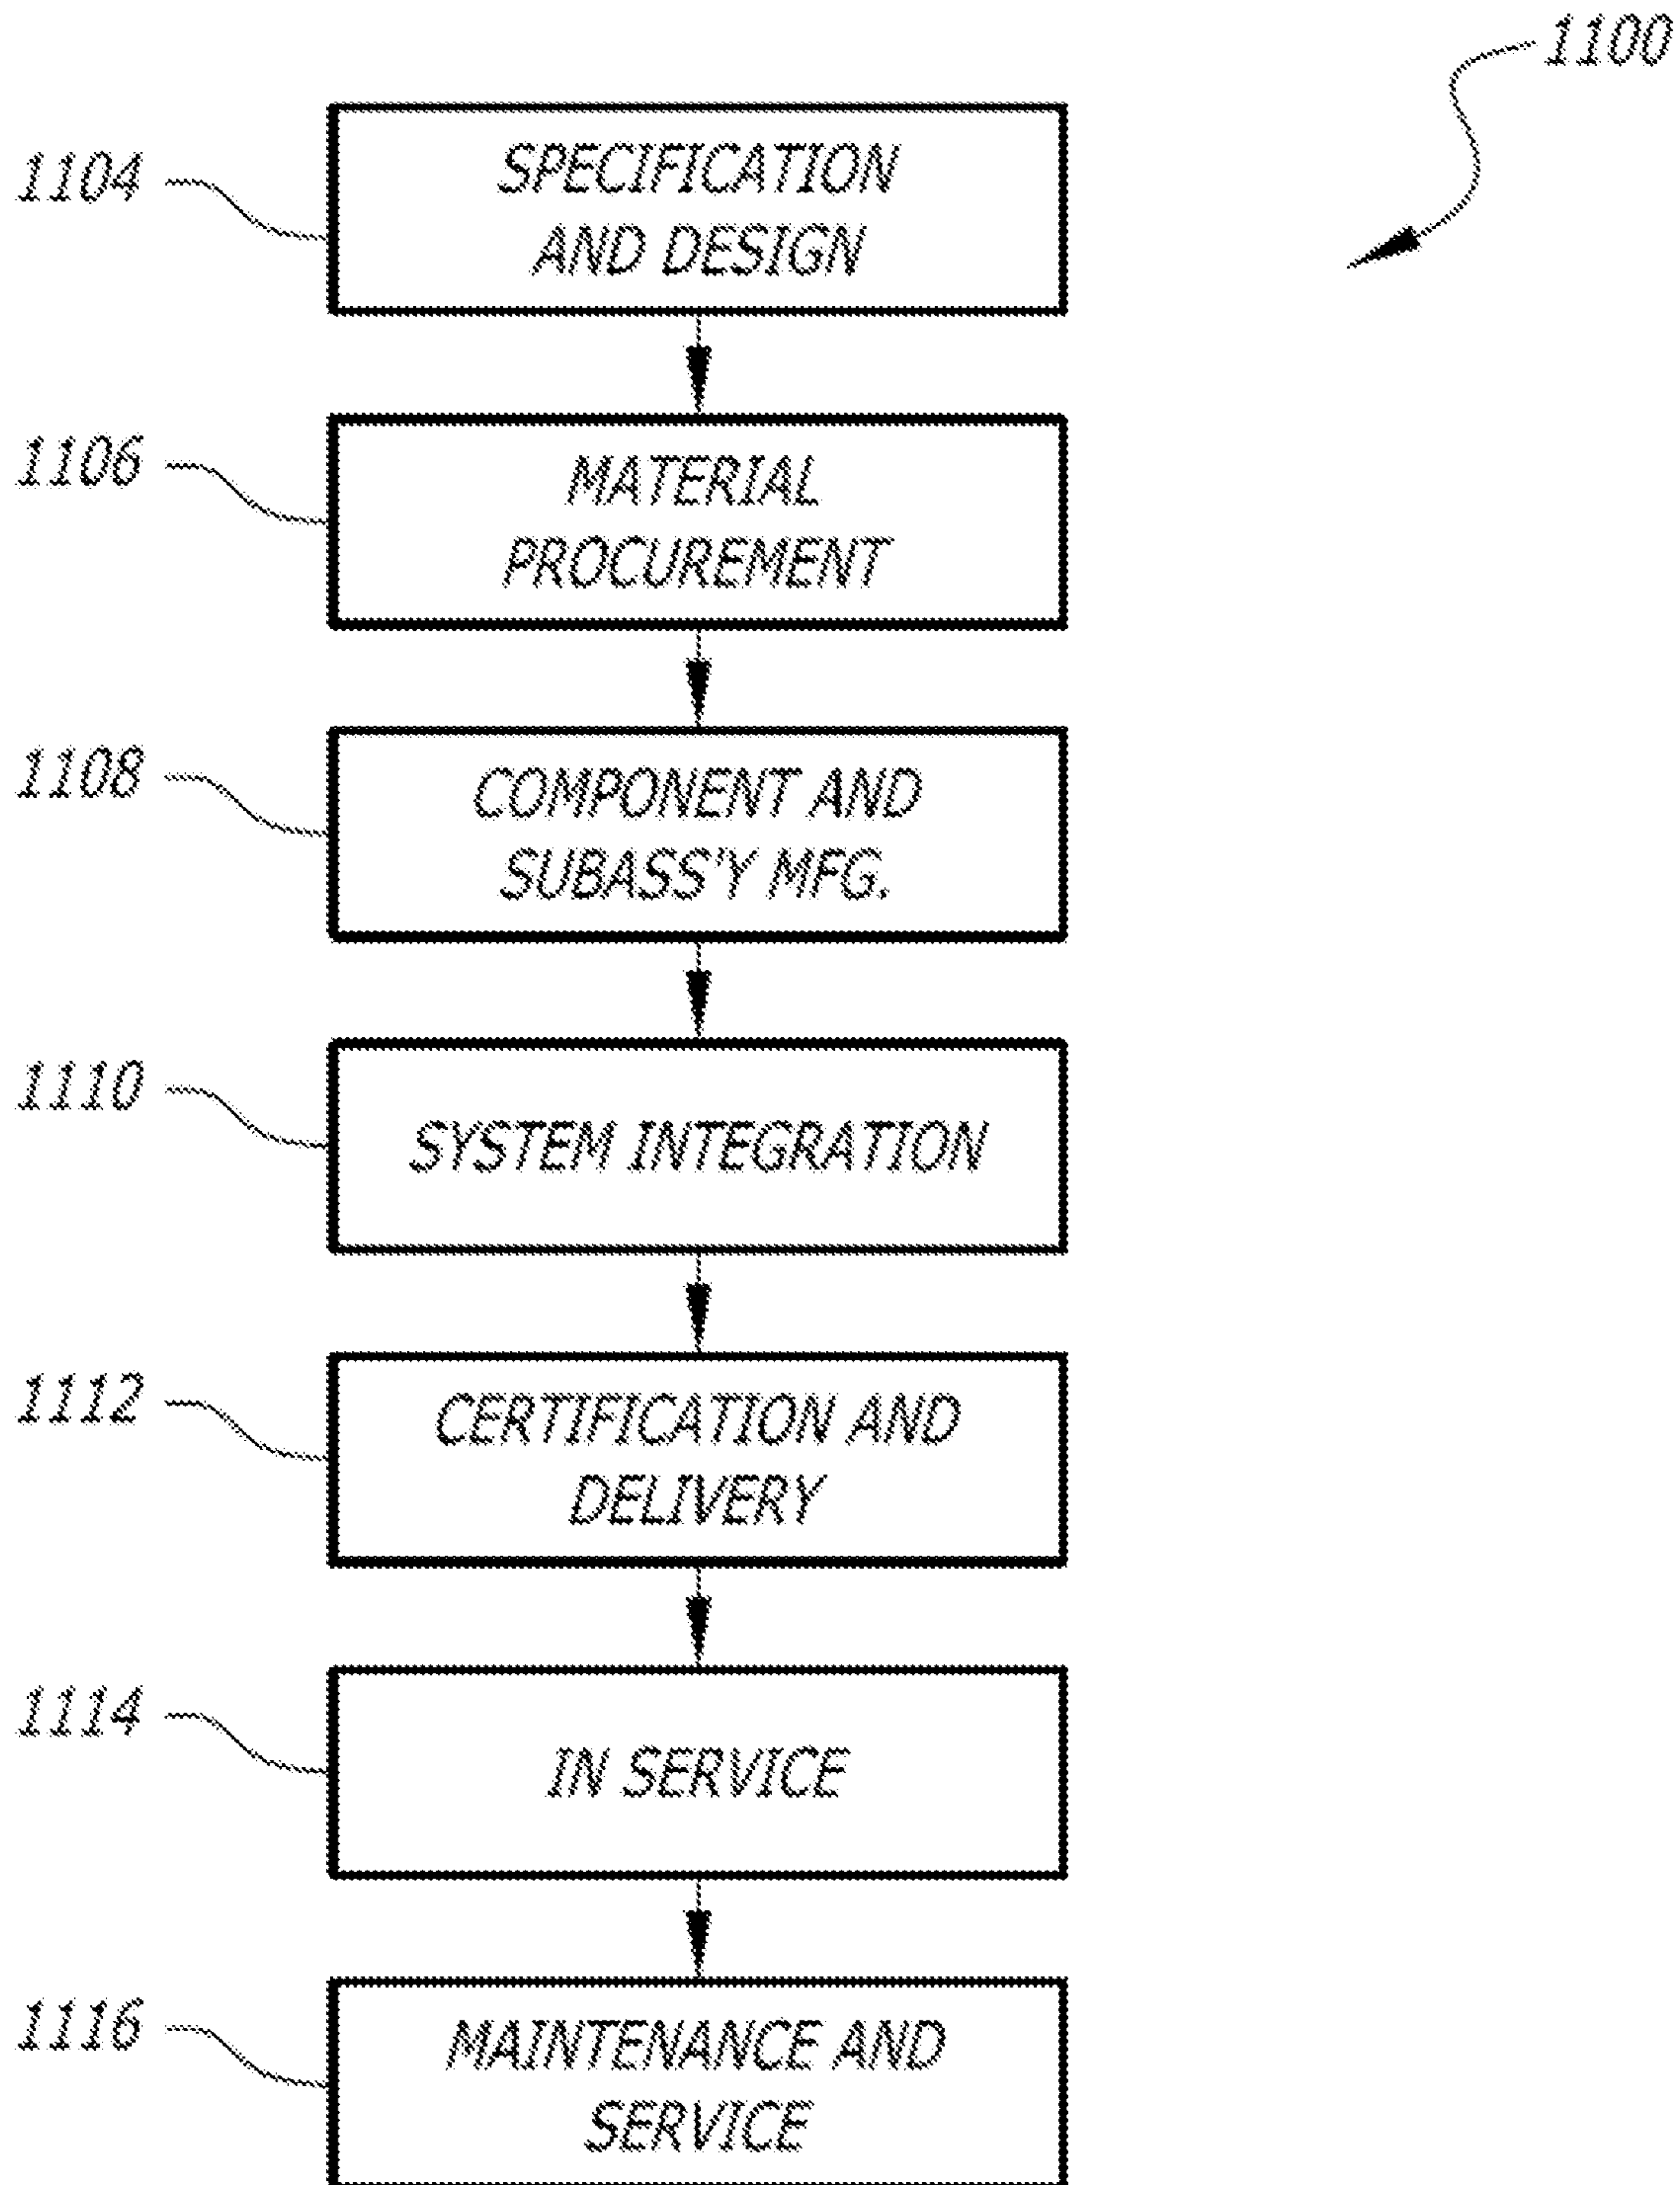 1100
1104
SPECIFICATION
AND DESIGN
1106
MATERIAL
PROCUREMENT
1108
COMPONENT AND
SUBASS'Y MFG.
1110
SYSTEM INTEGRATION
1112
CERTIFICATION AND
DELIVERY
1114
IN SERVICE
1116
MAINTENANCE AND
SERVICE